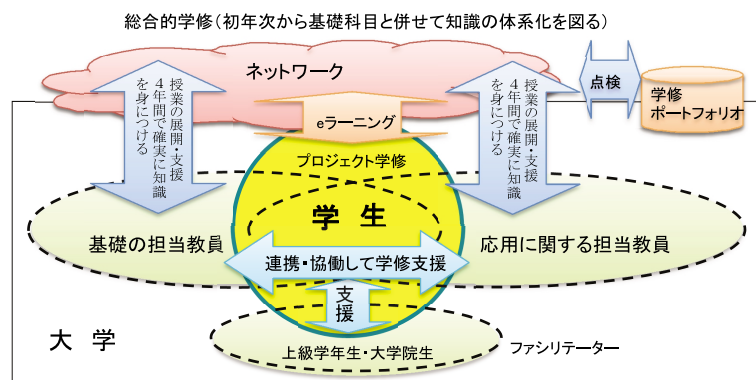 総合的学修(初年次から基礎科目と併せて知識の体系化を図る)
ネットワーク
点検
学修
ポートフォリオ
授業の展開・支援
4年間で確実に知識
を身につける
eラーニング
授業の展開・支援
4年間で確実に知識
を身につける
プロジェクト学修
学 生
基礎の担当教員
応用に関する担当教員
連携・協働して学修支援
支援
大 学
上級学年生・大学院生
ファシリテーター